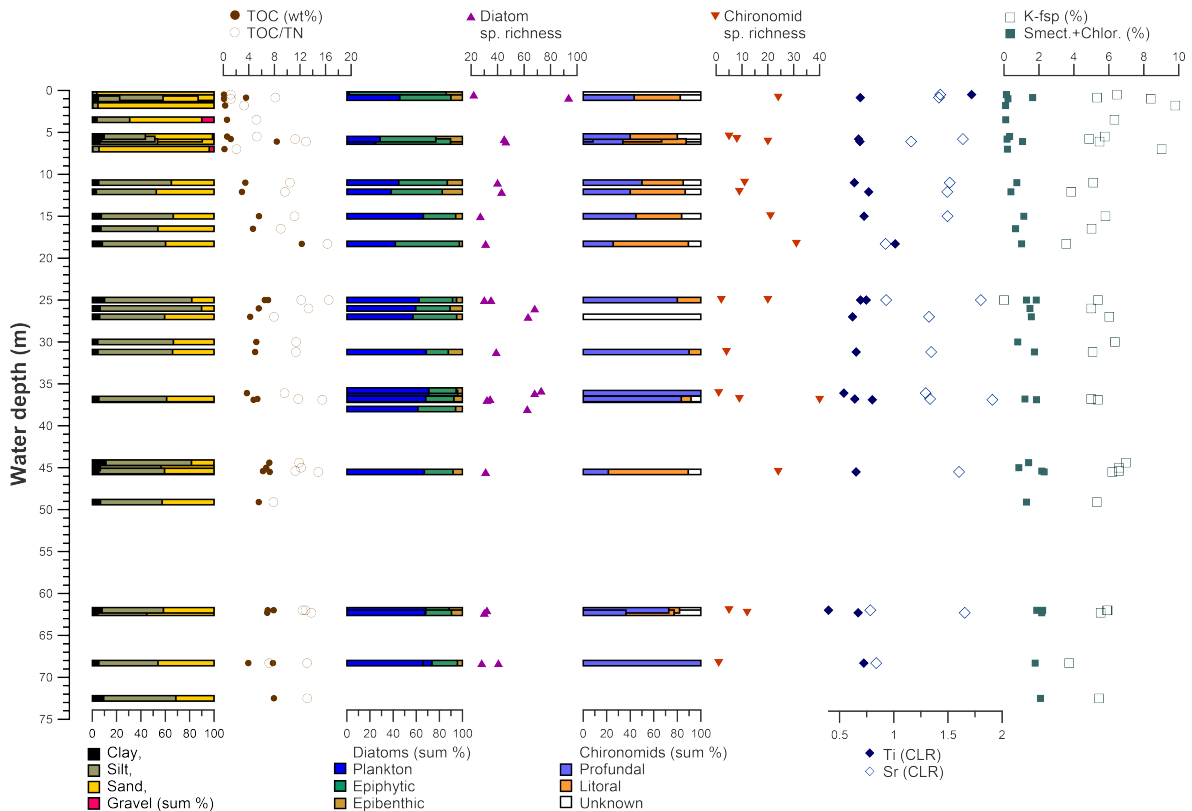 TOC (wt%)
TOC/TN
Diatom
sp. richness
Chironomid
sp. richness
K-fsp (%)
Smect.+Chlor. (%)
0 4 8 12 16 20
20 40 60 80 100
0 10 20 30 40
0 2 4 6 8 10
Water depth (m)
0
5
10
15
20
25
30
35
40
45
50
55
60
65
70
75
0 20 40 60 80 100
0 20 40 60 80 100
0 20 40 60 80 100
0.5 1 1.5 2
Clay,
Silt,
Sand,
Gravel (sum %)
Diatoms (sum %)
Plankton
Epiphytic
Epibenthic
Chironomids (sum %)
Profundal
Litoral
Unknown
Ti (CLR)
Sr (CLR)